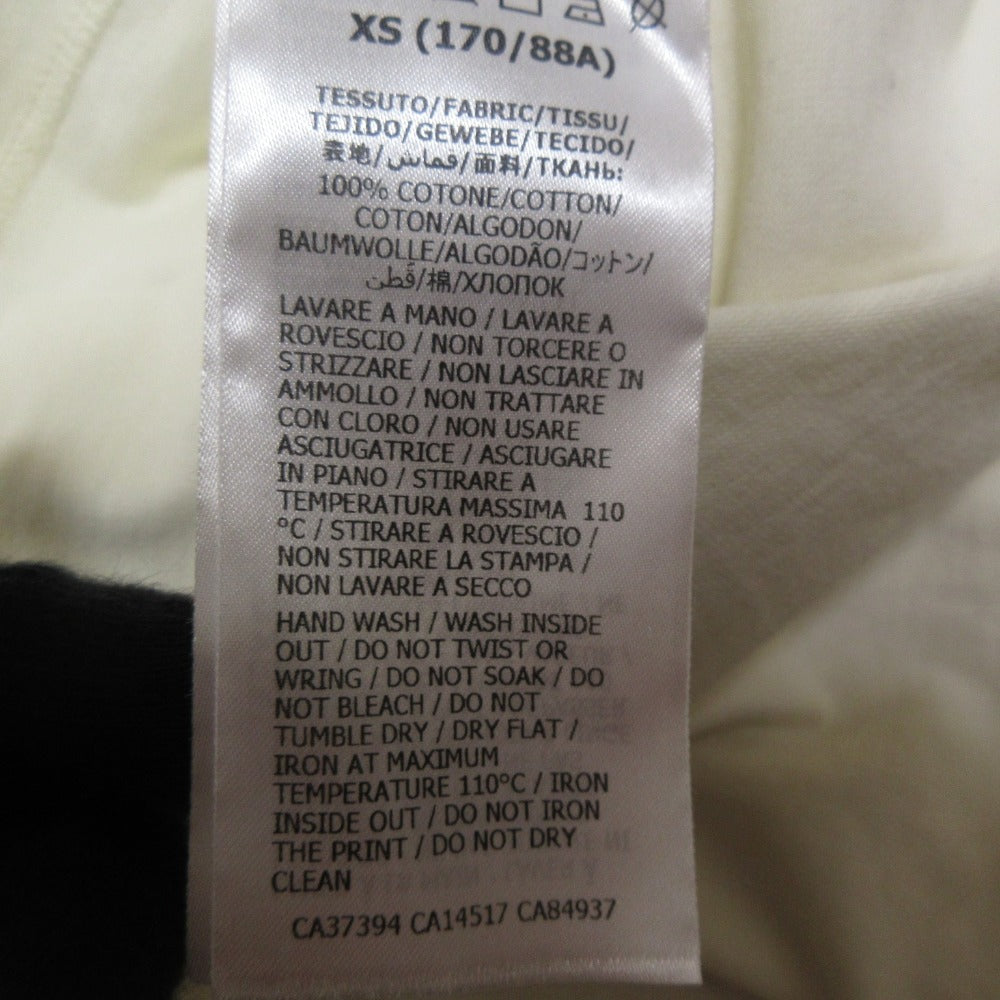 XS (170/88A)
TESSUTO/FABRIC/TISSU/
TEJIDO/GEWEBE/TECIDO/
表地/قماش/面料/ТКАНЬ:
100% COTONE/COTTON/
COTON/ALGODON/
BAUMWOLLE/ALGODÃO/コットン/
قُطن/棉/ХЛОПОК
LAVARE A MANO / LAVARE A
ROVESCIO / NON TORCERE O
STRIZZARE / NON LASCIARE IN
AMMOLLO / NON TRATTARE
CON CLORO / NON USARE
ASCIUGATRICE / ASCIUGARE
IN PIANO / STIRARE A
TEMPERATURA MASSIMA 110
°C / STIRARE A ROVESCIO /
NON STIRARE LA STAMPA /
NON LAVARE A SECCO
HAND WASH / WASH INSIDE
OUT / DO NOT TWIST OR
WRING / DO NOT SOAK / DO
NOT BLEACH / DO NOT
TUMBLE DRY / DRY FLAT /
IRON AT MAXIMUM
TEMPERATURE 110°C / IRON
INSIDE OUT / DO NOT IRON
THE PRINT / DO NOT DRY
CLEAN
CA37394 CA14517 CA84937